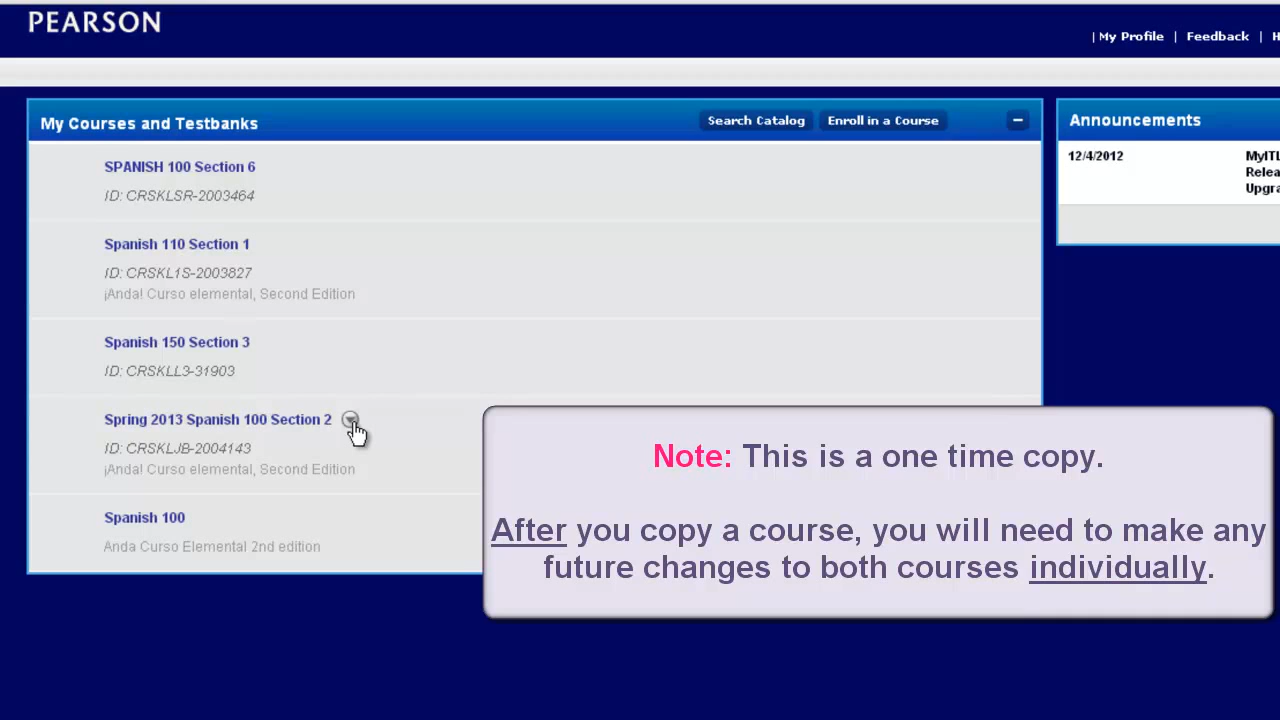 PEARSON
| My Profile | Feedback | H
My Courses and Testbanks
Search Catalog
Enroll in a Course
Announcements
SPANISH 100 Section 6
ID: CRSKLSR-2003464
12/4/2012
MyITL
Relea
Upgra
Spanish 110 Section 1
ID: CRSKL1S-2003827
¡Anda! Curso elemental, Second Edition
Spanish 150 Section 3
ID: CRSKLL3-31903
Spring 2013 Spanish 100 Section 2
ID: CRSKLJB-2004143
¡Anda! Curso elemental, Second Edition
Spanish 100
Anda Curso Elemental 2nd edition
Note: This is a one time copy.
After you copy a course, you will need to make any
future changes to both courses individually.